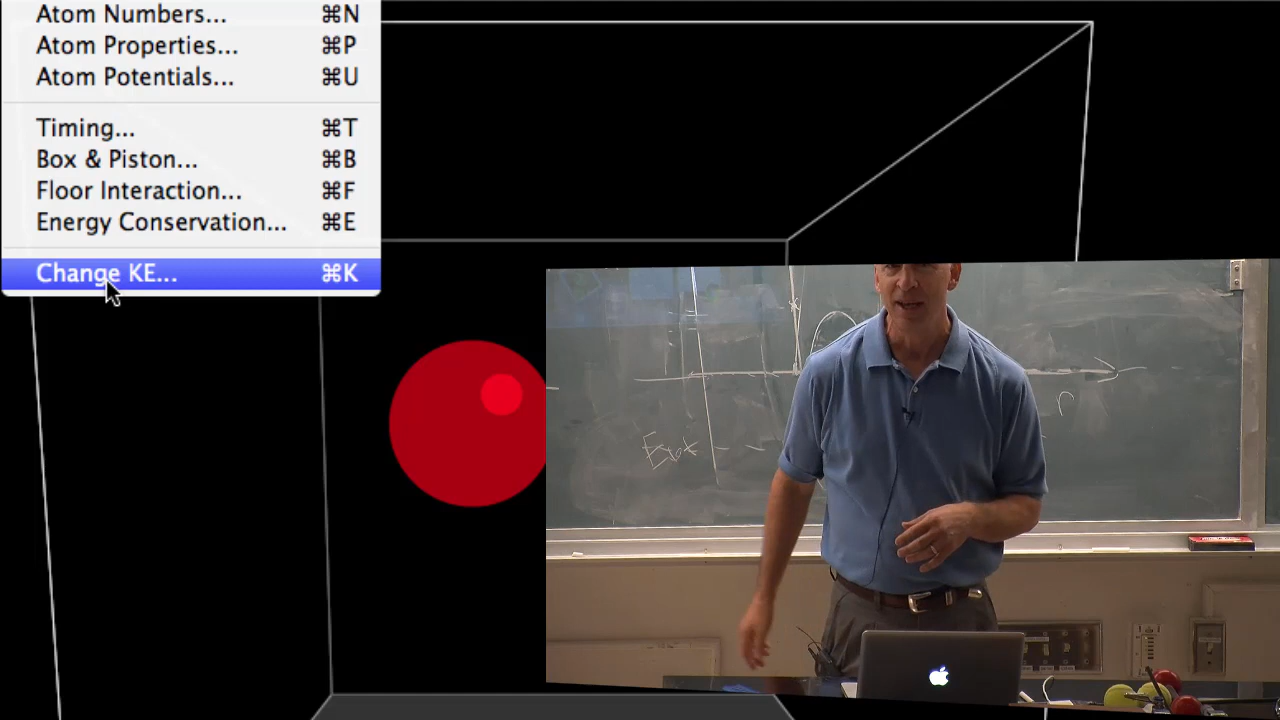 Atom Numbers... ⌘N
Atom Properties... ⌘P
Atom Potentials... ⌘U
Timing... ⌘T
Box & Piston... ⌘B
Floor Interaction... ⌘F
Energy Conservation... ⌘E
Change KE... ⌘K
r